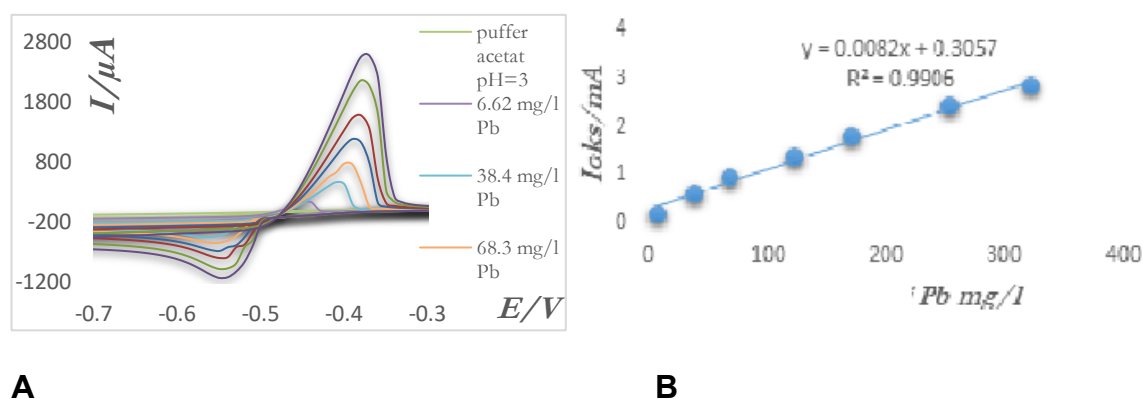 2800
1800
800
-200
-1200
I/μA
-0.7 -0.6 -0.5 -0.4 -0.3
E/V
puffer
acetat
pH=3
6.62 mg/l
Pb
38.4 mg/l
Pb
68.3 mg/l
Pb
A
4
3
2
1
0
Ioks/mA
y = 0.0082x + 0.3057
R² = 0.9906
0 100 200 300 400
Pb mg/l
B